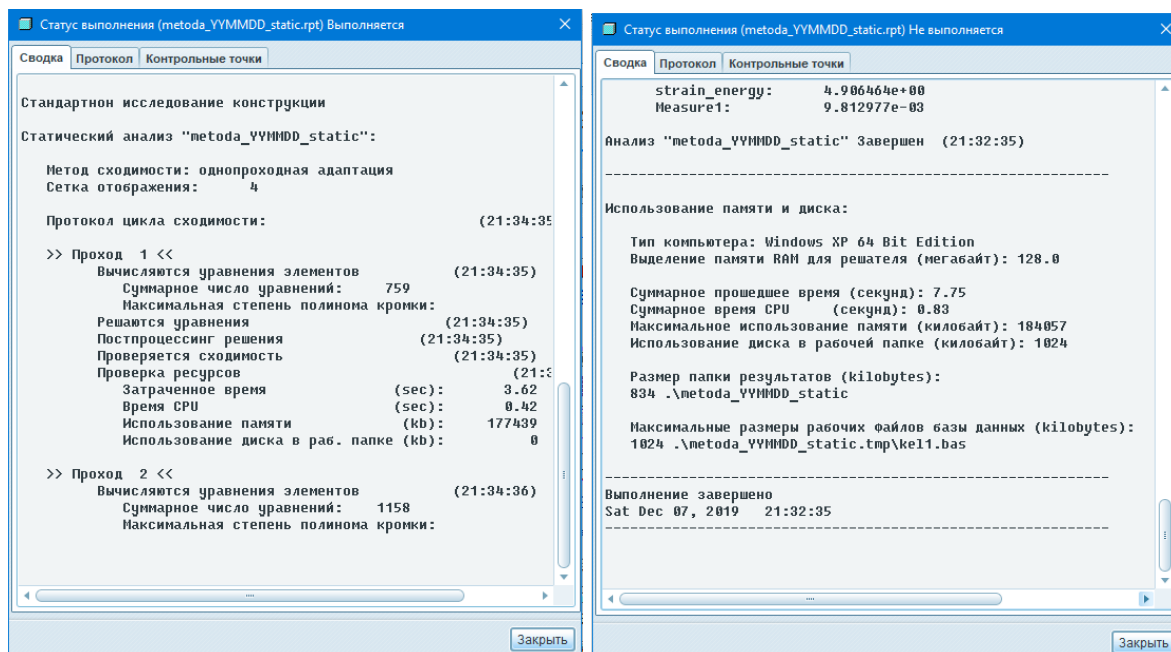 Статус выполнения (metoda_YYMMDD_static.rpt) Выполняется
Сводка Протокол Контрольные точки
Стандартнон исследование конструкции
Статический анализ "metoda_YYMMDD_static":
Метод сходимости: однопроходная адаптация
Сетка отображения: 4
Протокол цикла сходимости: (21:34:35
>> Проход 1 <<
Вычисляются уравнения элементов (21:34:35)
Суммарное число уравнений: 759
Максимальная степень полинома кромки:
Решаются уравнения (21:34:35)
Постпроцессинг решения (21:34:35)
Проверяется сходимость (21:34:35)
Проверка ресурсов (21:3
Затраченное время (sec): 3.62
Время CPU (sec): 0.42
Использование памяти (kb): 177439
Использование диска в раб. папке (kb): 0
>> Проход 2 <<
Вычисляются уравнения элементов (21:34:36)
Суммарное число уравнений: 1158
Максимальная степень полинома кромки:
Закрыть
Статус выполнения (metoda_YYMMDD_static.rpt) Не выполняется
Сводка Протокол Контрольные точки
strain_energy: 4.906464e+00
Measure1: 9.812977e-03
Анализ "metoda_YYMMDD_static" Завершен (21:32:35)
------------------------------------------------------------
Использование памяти и диска:
Тип компьютера: Windows XP 64 Bit Edition
Выделение памяти RAM для решателя (мегабайт): 128.0
Суммарное прошедшее время (секунд): 7.75
Суммарное время CPU (секунд): 0.83
Максимальное использование памяти (килобайт): 184057
Использование диска в рабочей папке (килобайт): 1024
Размер папки результатов (kilobytes):
834 .\metoda_YYMMDD_static
Максимальные размеры рабочих файлов базы данных (kilobytes):
1024 .\metoda_YYMMDD_static.tmp\kel1.bas
------------------------------------------------------------
Выполнение завершено
Sat Dec 07, 2019 21:32:35
------------------------------------------------------------
Закрыть